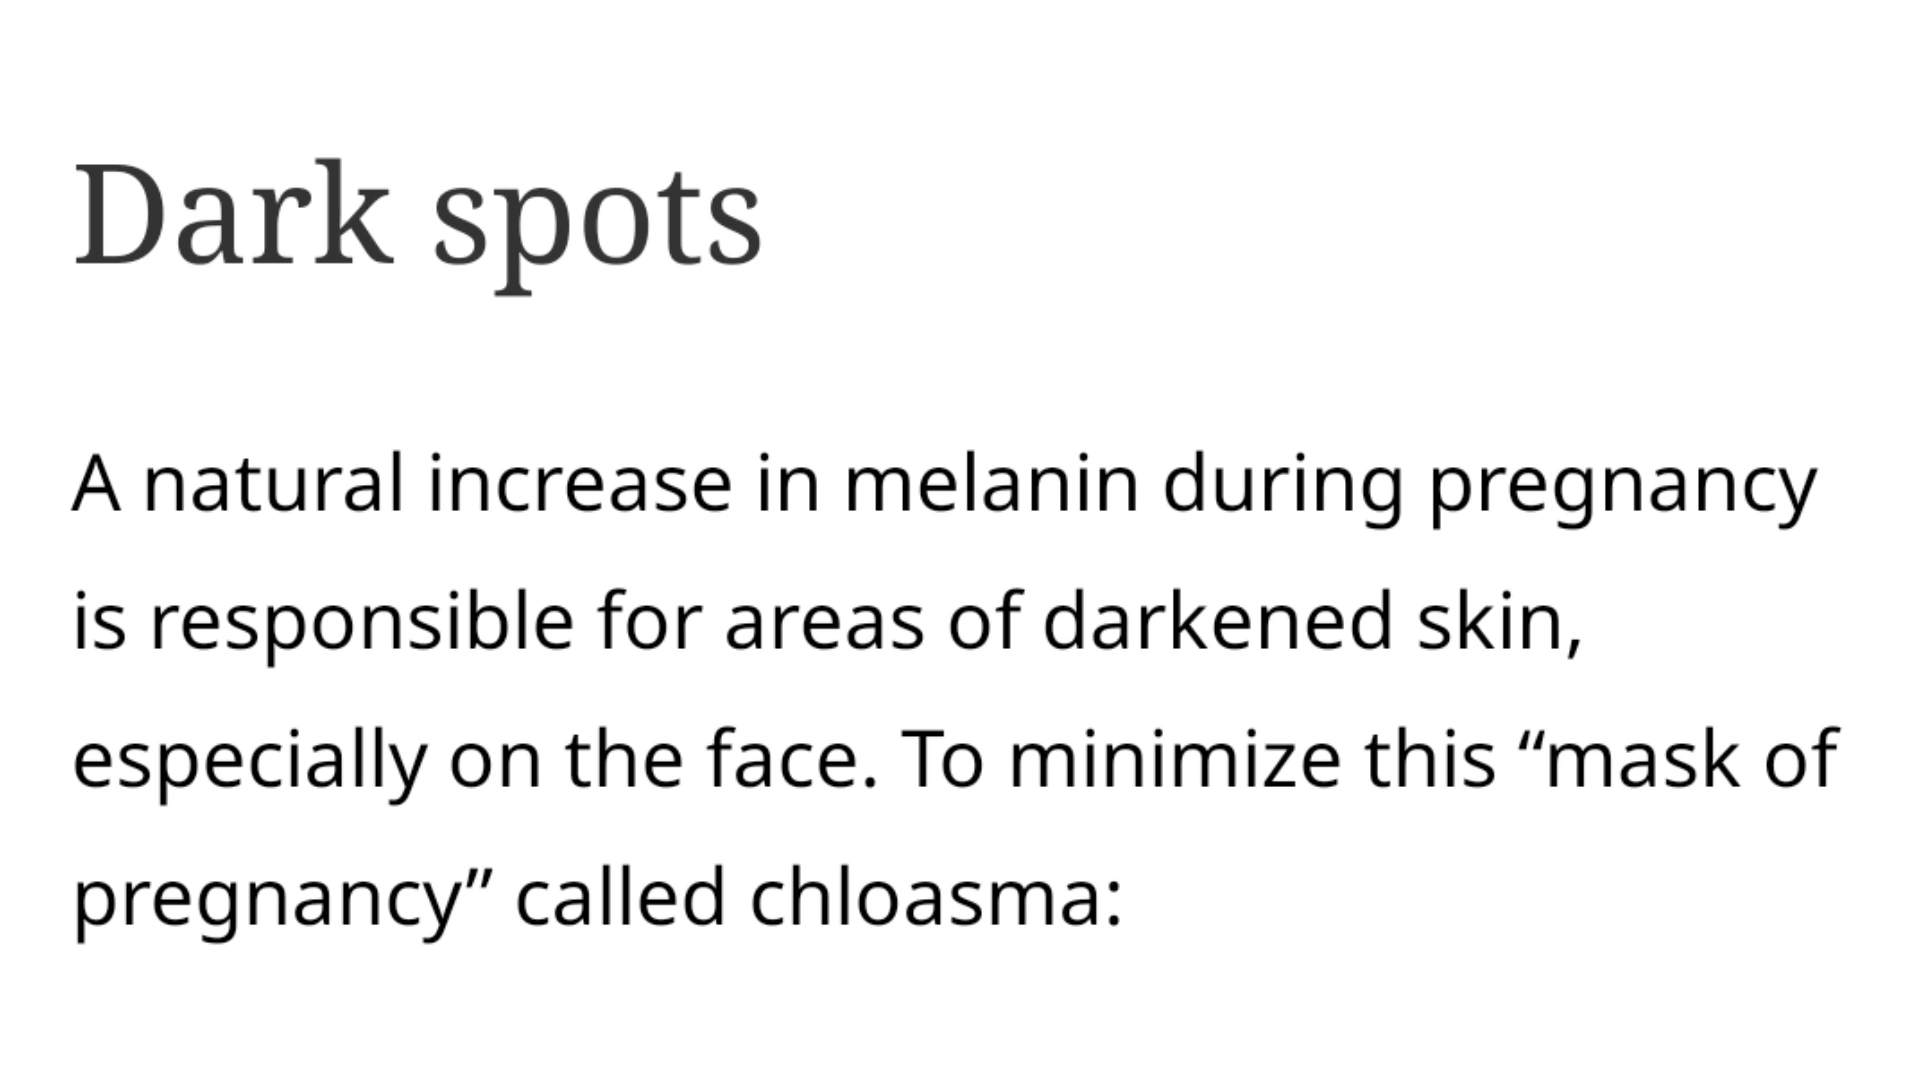 Dark spots
A natural increase in melanin during pregnancy
is responsible for areas of darkened skin,
especially on the face. To minimize this “mask of
pregnancy” called chloasma: